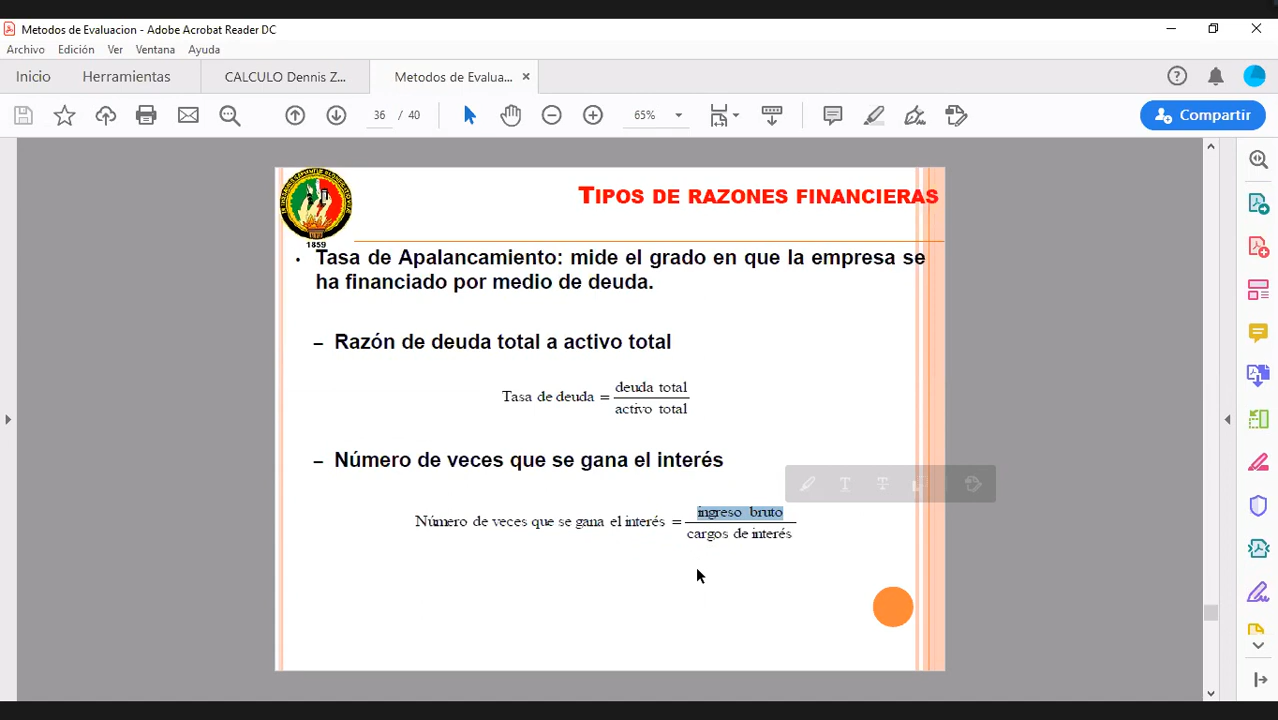 Metodos de Evaluacion - Adobe Acrobat Reader DC
Archivo Edición Ver Ventana Ayuda
Inicio Herramientas CALCULO Dennis Z... Metodos de Evalua... ×
36 / 40 65% Compartir
TIPOS DE RAZONES FINANCIERAS
1859
• Tasa de Apalancamiento: mide el grado en que la empresa se
ha financiado por medio de deuda.
– Razón de deuda total a activo total
Tasa de deuda = deuda total
activo total
– Número de veces que se gana el interés
Número de veces que se gana el interés = ingreso bruto
cargos de interés